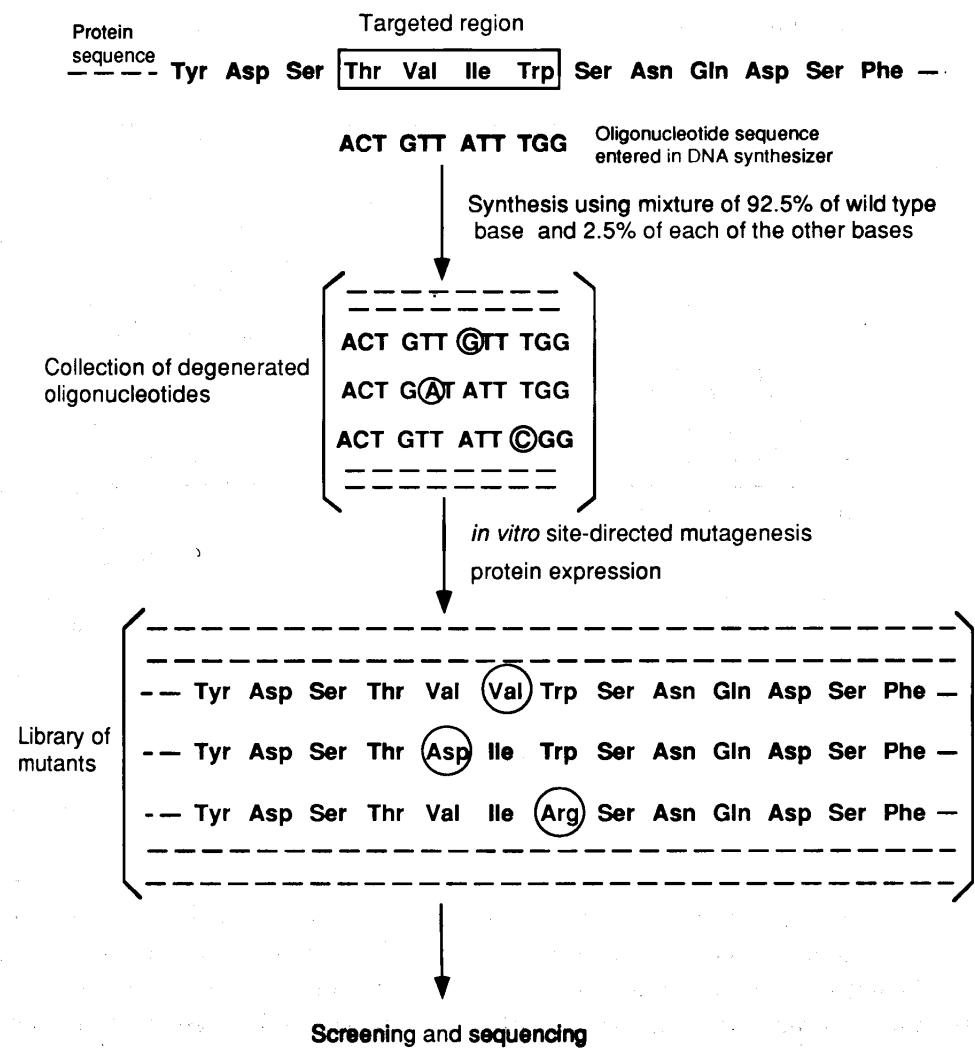 Targeted region
Protein
sequence
Tyr Asp Ser Thr Val Ile Trp Ser Asn Gln Asp Ser Phe
ACT GTT ATT TGG
Oligonucleotide sequence
entered in DNA synthesizer
Synthesis using mixture of 92.5% of wild type
base and 2.5% of each of the other bases
Collection of degenerated
oligonucleotides
ACT GTT GTT TGG
ACT GAT ATT TGG
ACT GTT ATT CGG
in vitro site-directed mutagenesis
protein expression
Library of
mutants
Tyr Asp Ser Thr Val Val Trp Ser Asn Gln Asp Ser Phe
Tyr Asp Ser Thr Asp Ile Trp Ser Asn Gln Asp Ser Phe
Tyr Asp Ser Thr Val Ile Arg Ser Asn Gln Asp Ser Phe
Screening and sequencing